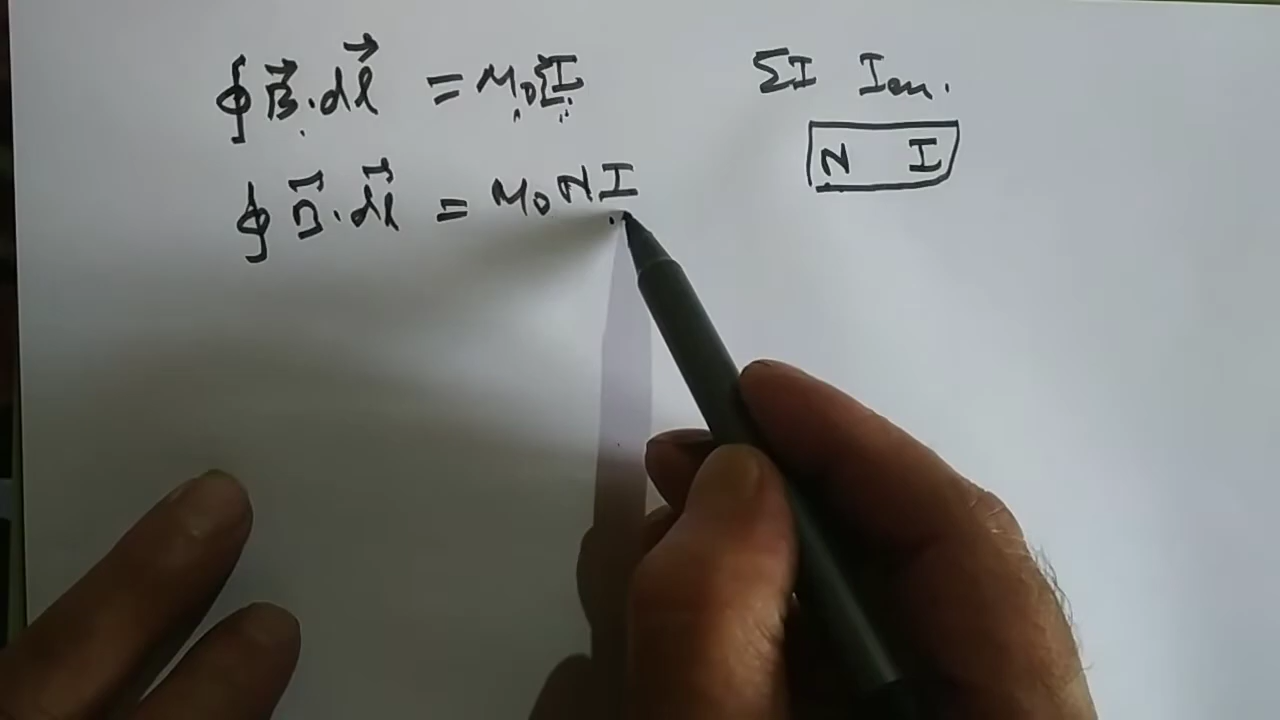 ∮ B⃗ . dl⃗ = μ₀ΣI
ΣI Ien.
N I
∮ B⃗ . dl⃗ = μ₀NI